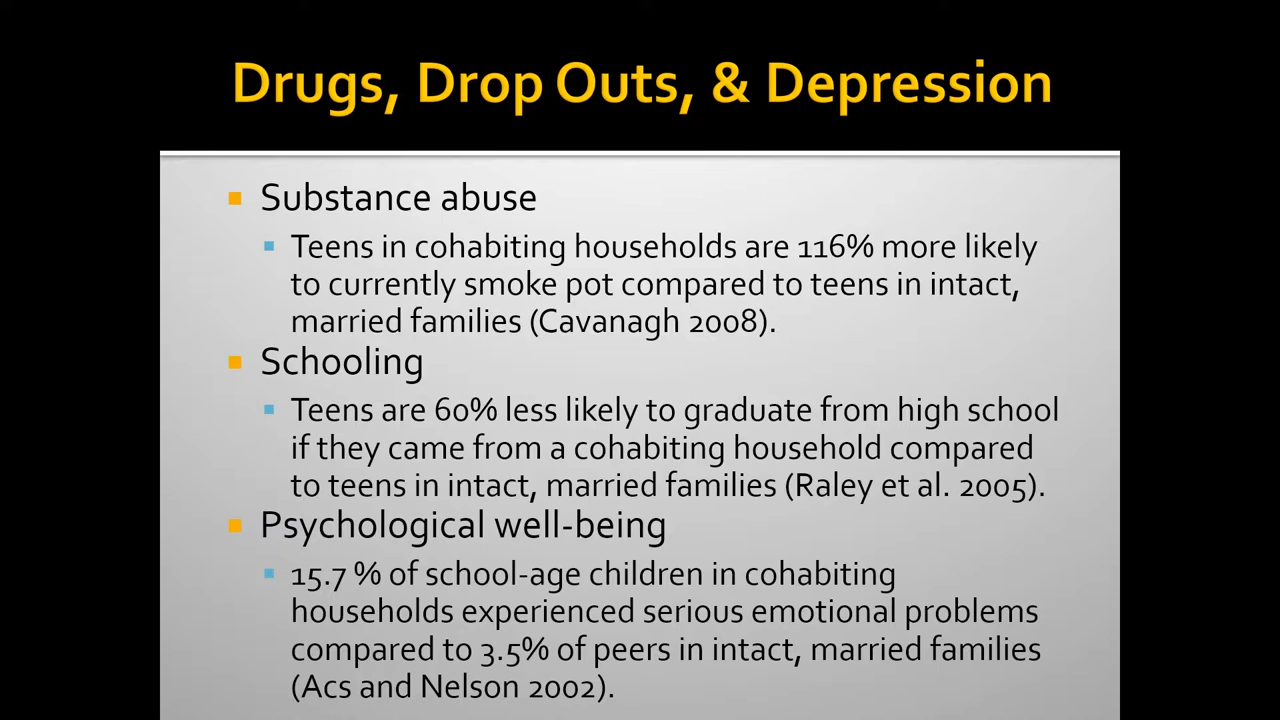 Drugs, Drop Outs, & Depression
Substance abuse
Teens in cohabiting households are 116% more likely
to currently smoke pot compared to teens in intact,
married families (Cavanagh 2008).
Schooling
Teens are 60% less likely to graduate from high school
if they came from a cohabiting household compared
to teens in intact, married families (Raley et al. 2005).
Psychological well-being
15.7 % of school-age children in cohabiting
households experienced serious emotional problems
compared to 3.5% of peers in intact, married families
(Acs and Nelson 2002).